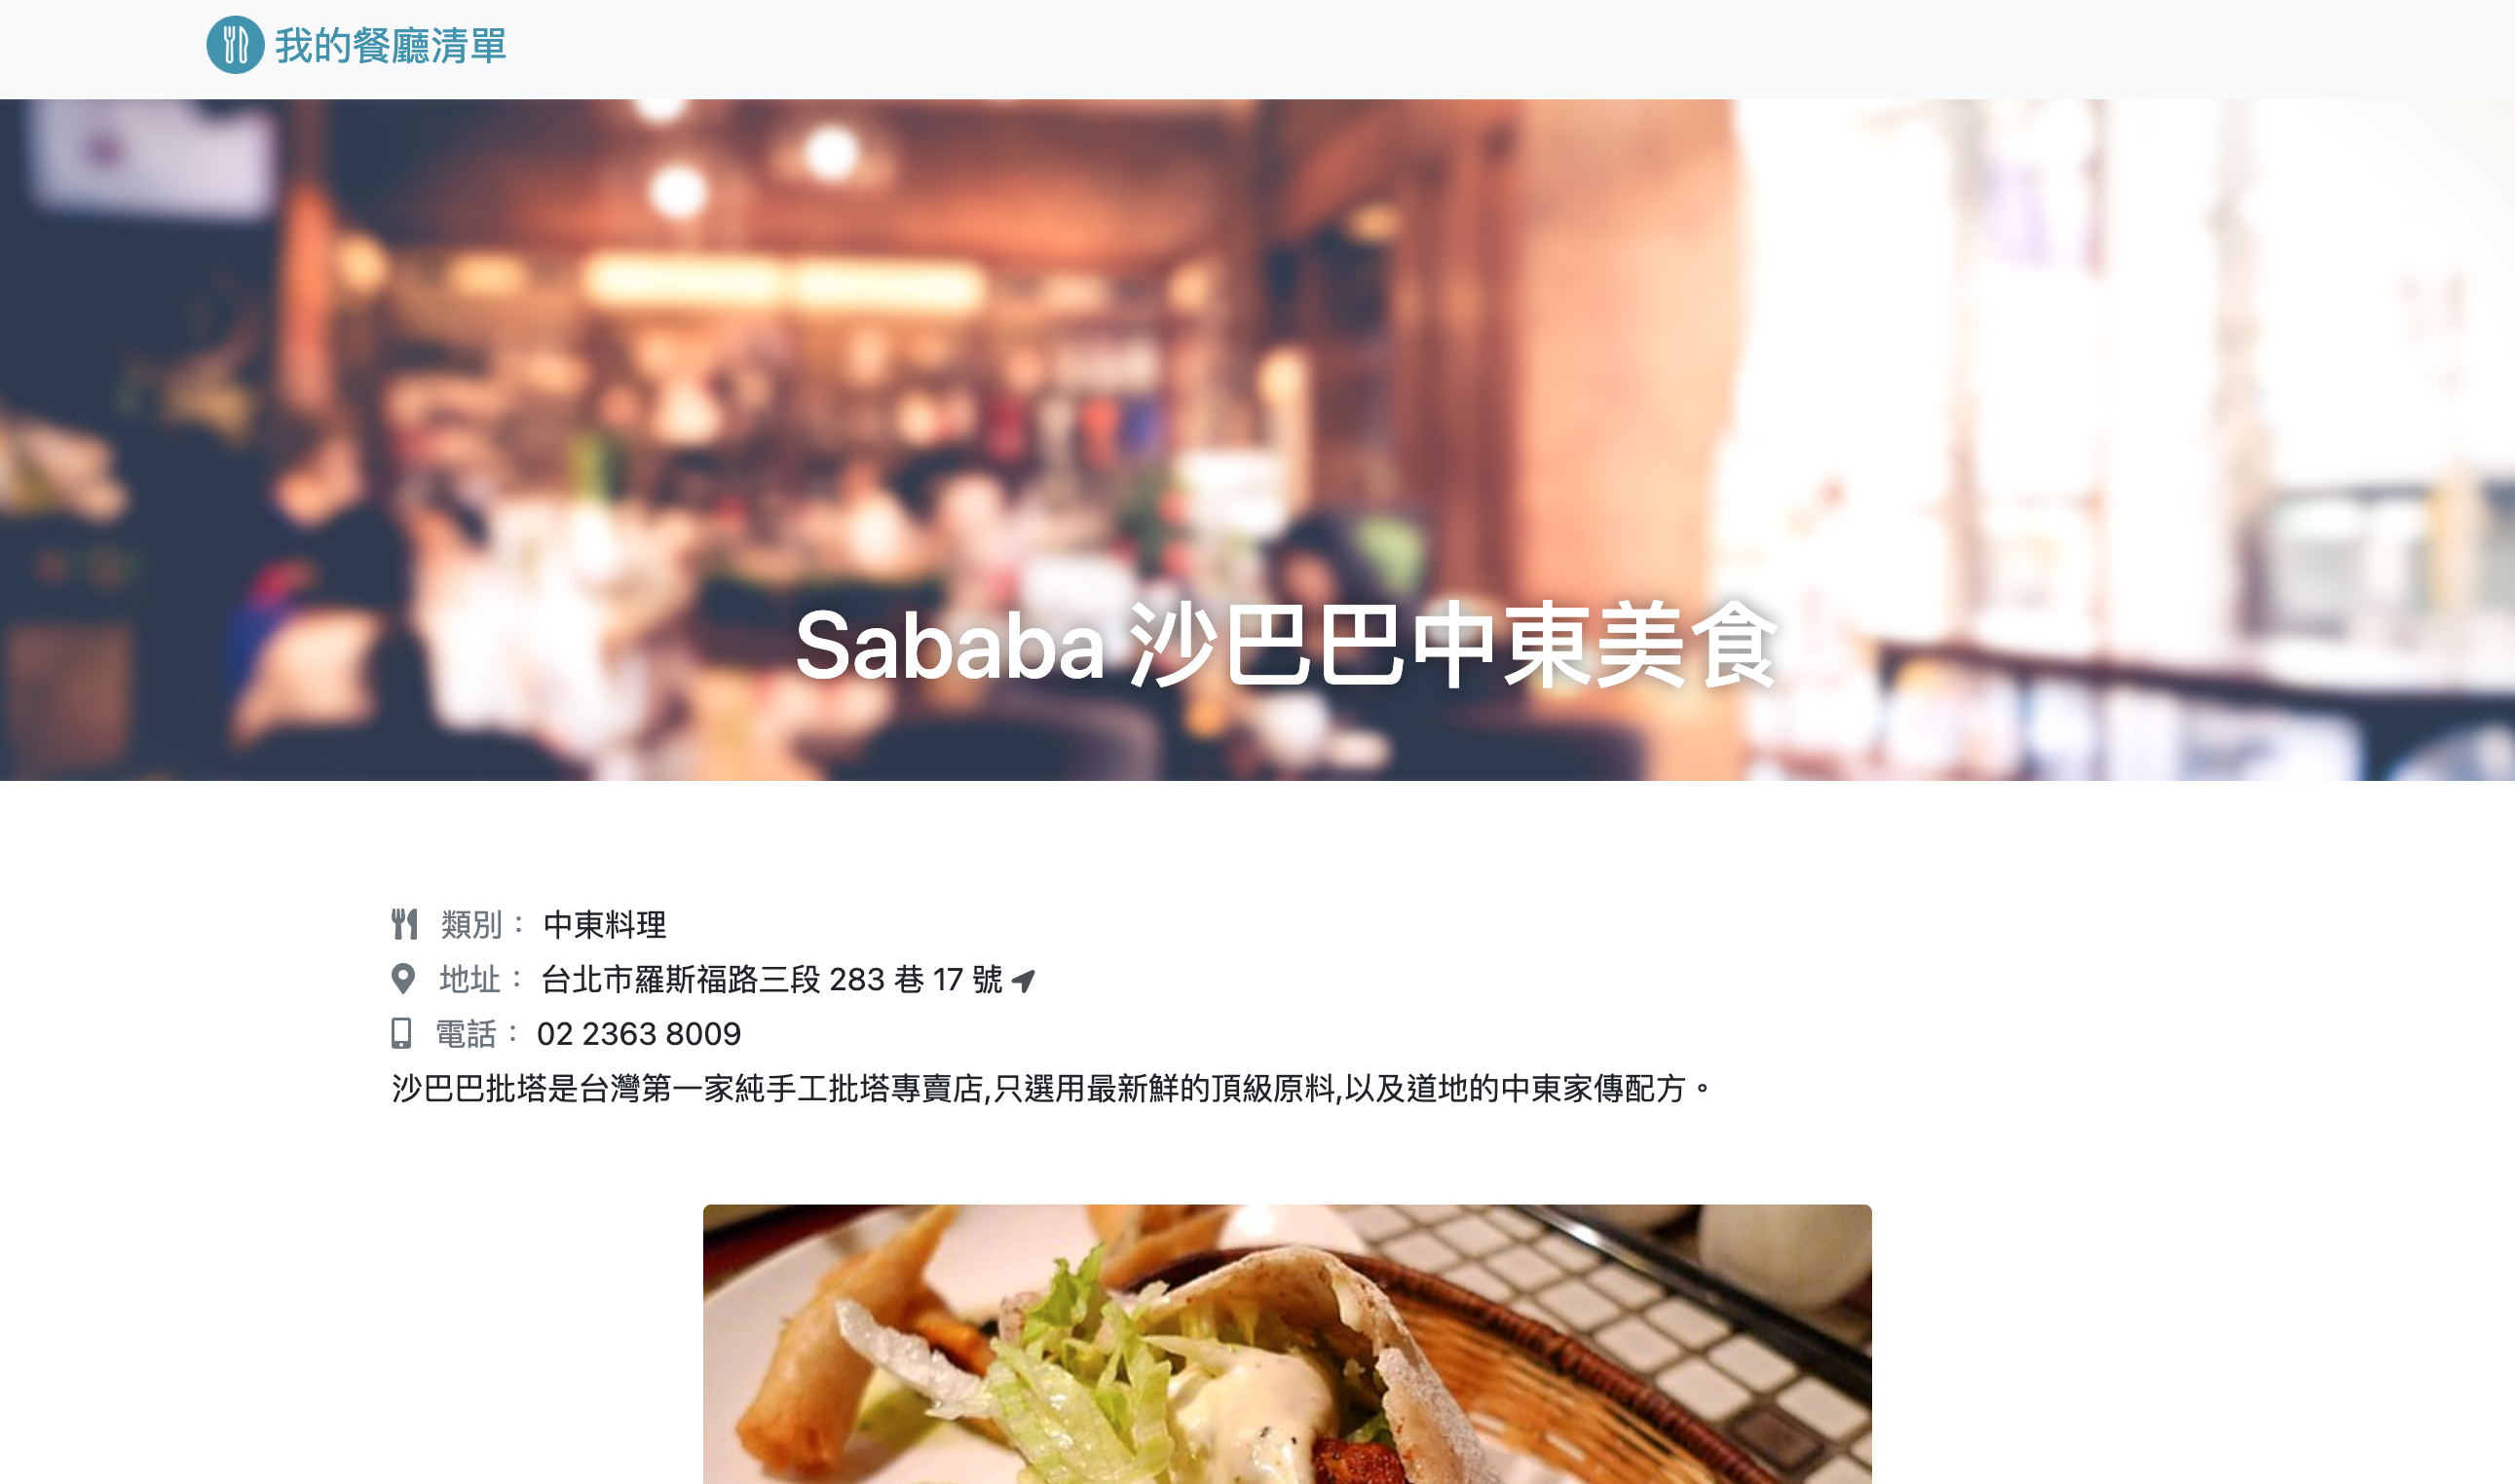 我的餐廳清單
Sababa 沙巴巴中東美食
類別： 中東料理
地址： 台北市羅斯福路三段 283 巷 17 號
電話： 02 2363 8009
沙巴巴批塔是台灣第一家純手工批塔專賣店,只選用最新鮮的頂級原料,以及道地的中東家傳配方。